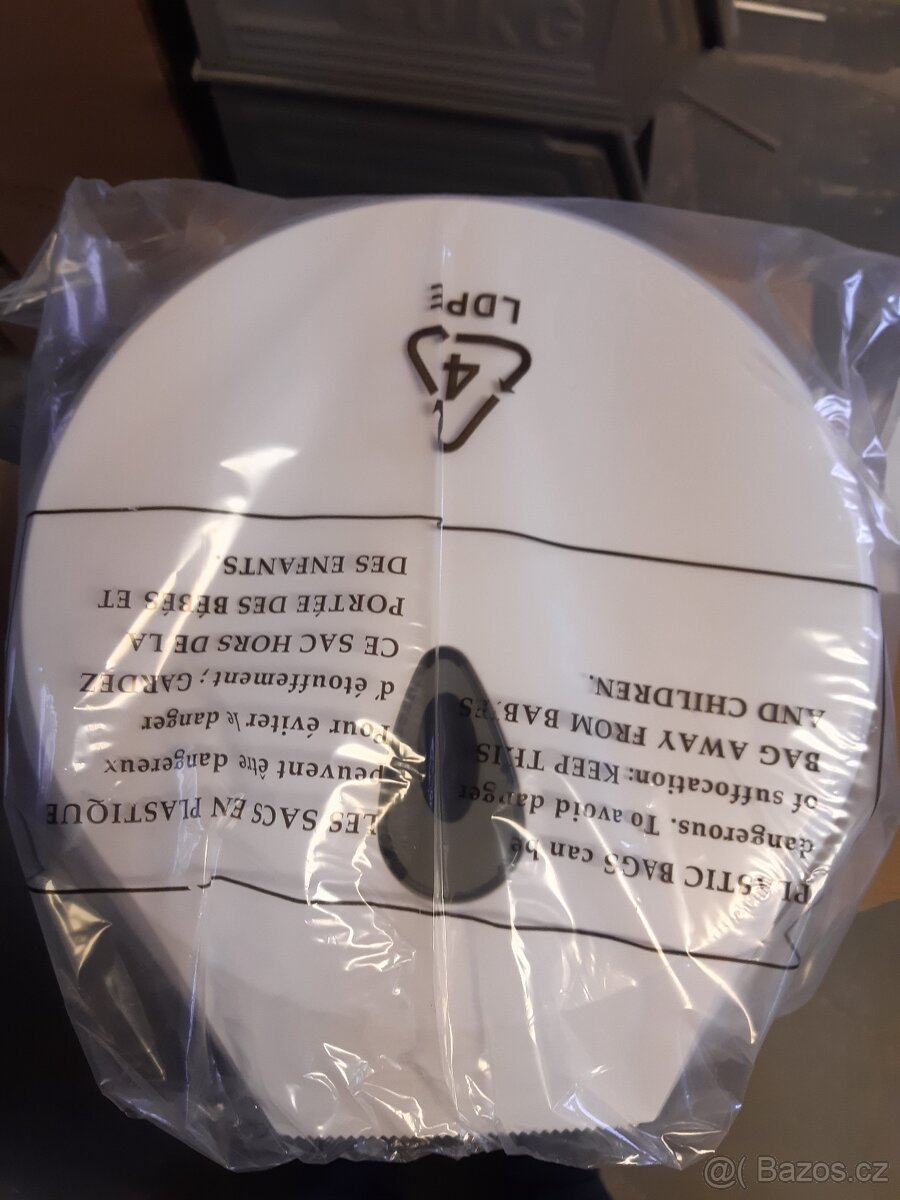 PLASTIC BAGS can be
dangerous. To avoid danger
of suffocation: KEEP THIS
BAG AWAY FROM BABIES
AND CHILDREN.
LES SACS EN PLASTIQUE
peuvent être dangereux
Pour éviter le danger
d'étouffement; GARDEZ
CE SAC HORS DE LA
PORTÉE DES BÉBÉS ET
DES ENFANTS.
4
LDPE
@( Bazos.cz